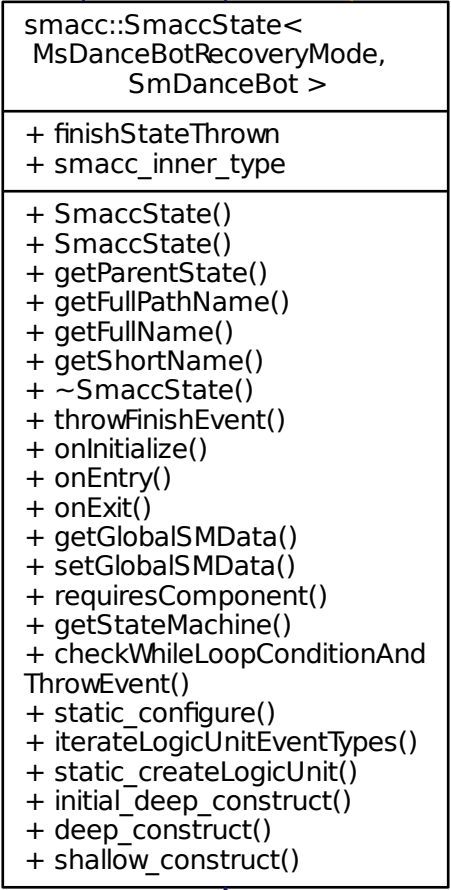 smacc::SmaccState<
MsDanceBotRecoveryMode,
SmDanceBot >
+ finishStateThrown
+ smacc_inner_type
+ SmaccState()
+ SmaccState()
+ getParentState()
+ getFullPathName()
+ getFullName()
+ getShortName()
+ ~SmaccState()
+ throwFinishEvent()
+ onInitialize()
+ onEntry()
+ onExit()
+ getGlobalSMData()
+ setGlobalSMData()
+ requiresComponent()
+ getStateMachine()
+ checkWhileLoopConditionAnd
ThrowEvent()
+ static_configure()
+ iterateLogicUnitEventTypes()
+ static_createLogicUnit()
+ initial_deep_construct()
+ deep_construct()
+ shallow_construct()